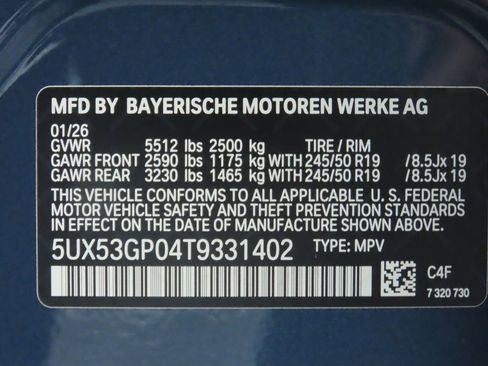 MFD BY BAYERISCHE MOTOREN WERKE AG
01/26
GVWR 5512 lbs 2500 kg TIRE / RIM
GAWR FRONT 2590 lbs 1175 kg WITH 245/50 R19 /8.5Jx 19
GAWR REAR 3230 lbs 1465 kg WITH 245/50 R19 /8.5Jx 19
THIS VEHICLE CONFORMS TO ALL APPLICABLE U. S. FEDERAL
MOTOR VEHICLE SAFETY AND THEFT PREVENTION STANDARDS
IN EFFECT ON THE DATE OF MANUFACTURE SHOWN ABOVE.
5UX53GP04T9331402 TYPE: MPV
C4F
7 320 730